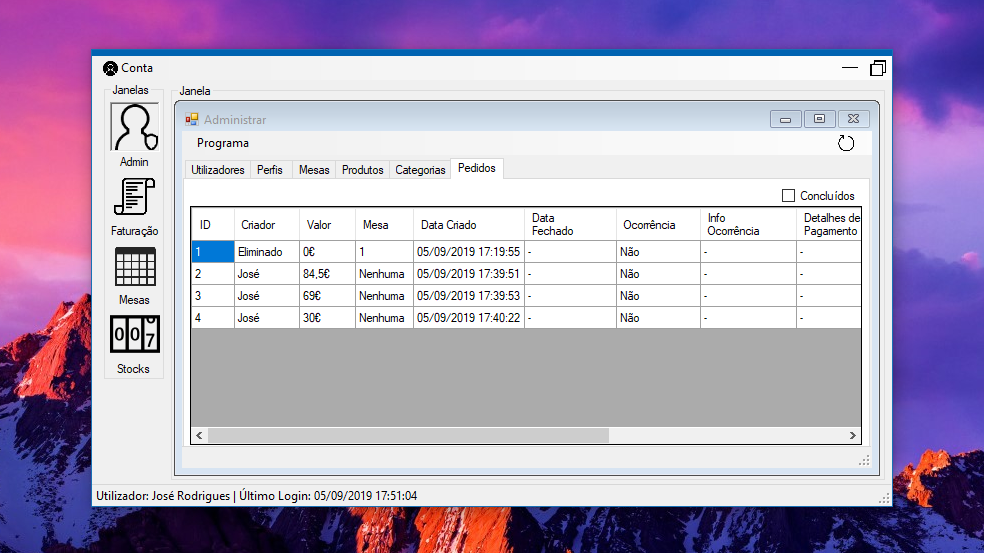 Conta
Janelas
Admin
Faturação
Mesas
007
Stocks
Janela
Administrar
Programa
Utilizadores Perfis Mesas Produtos Categorias Pedidos
Concluídos
ID Criador Valor Mesa Data Criado Data Fechado Ocorrência Info Ocorrência Detalhes de Pagamento
1 Eliminado 0€ 1 05/09/2019 17:19:55 - Não - -
2 José 84,5€ Nenhuma 05/09/2019 17:39:51 - Não - -
3 José 69€ Nenhuma 05/09/2019 17:39:53 - Não - -
4 José 30€ Nenhuma 05/09/2019 17:40:22 - Não - -
Utilizador: José Rodrigues | Último Login: 05/09/2019 17:51:04